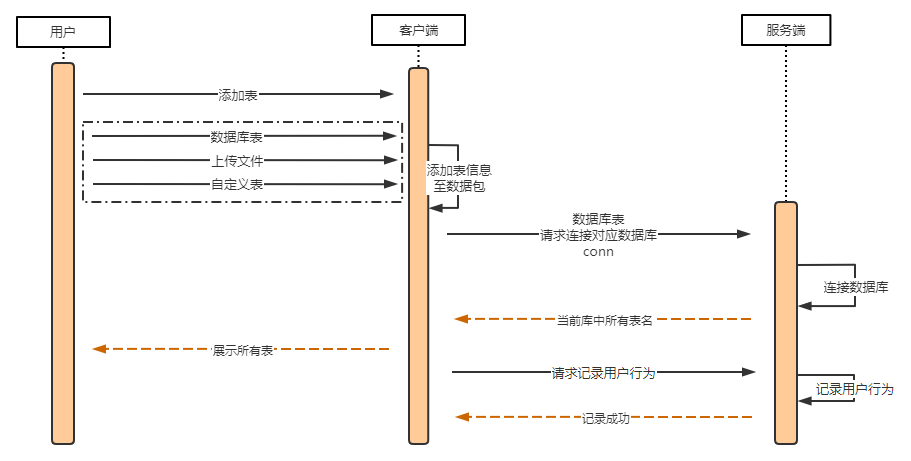 用户
客户端
服务端
添加表
数据库表
上传文件
自定义表
添加表信息
至数据包
数据库表
请求连接对应数据库
conn
连接数据库
当前库中所有表名
展示所有表
请求记录用户行为
记录用户行为
记录成功